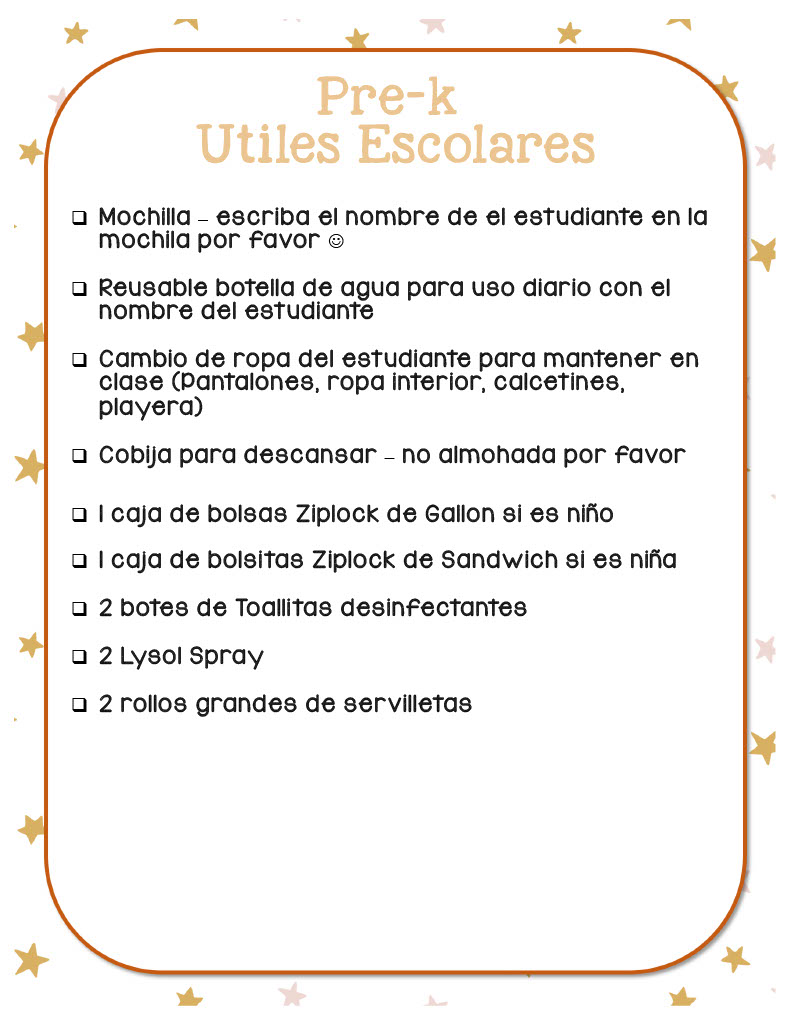 Pre-k
Utiles Escolares
❑ Mochilla – escriba el nombre de el estudiante en la
mochila por favor ☺
❑ Reusable botella de agua para uso diario con el
nombre del estudiante
❑ Cambio de ropa del estudiante para mantener en
clase (Pantalones, ropa interior, calcetines,
playera)
❑ Cobija para descansar – no almohada por favor
❑ 1 caja de bolsas Ziplock de Gallon si es niño
❑ 1 caja de bolsitas Ziplock de Sandwich si es niña
❑ 2 botes de Toallitas desinfectantes
❑ 2 Lysol Spray
❑ 2 rollos grandes de servilletas